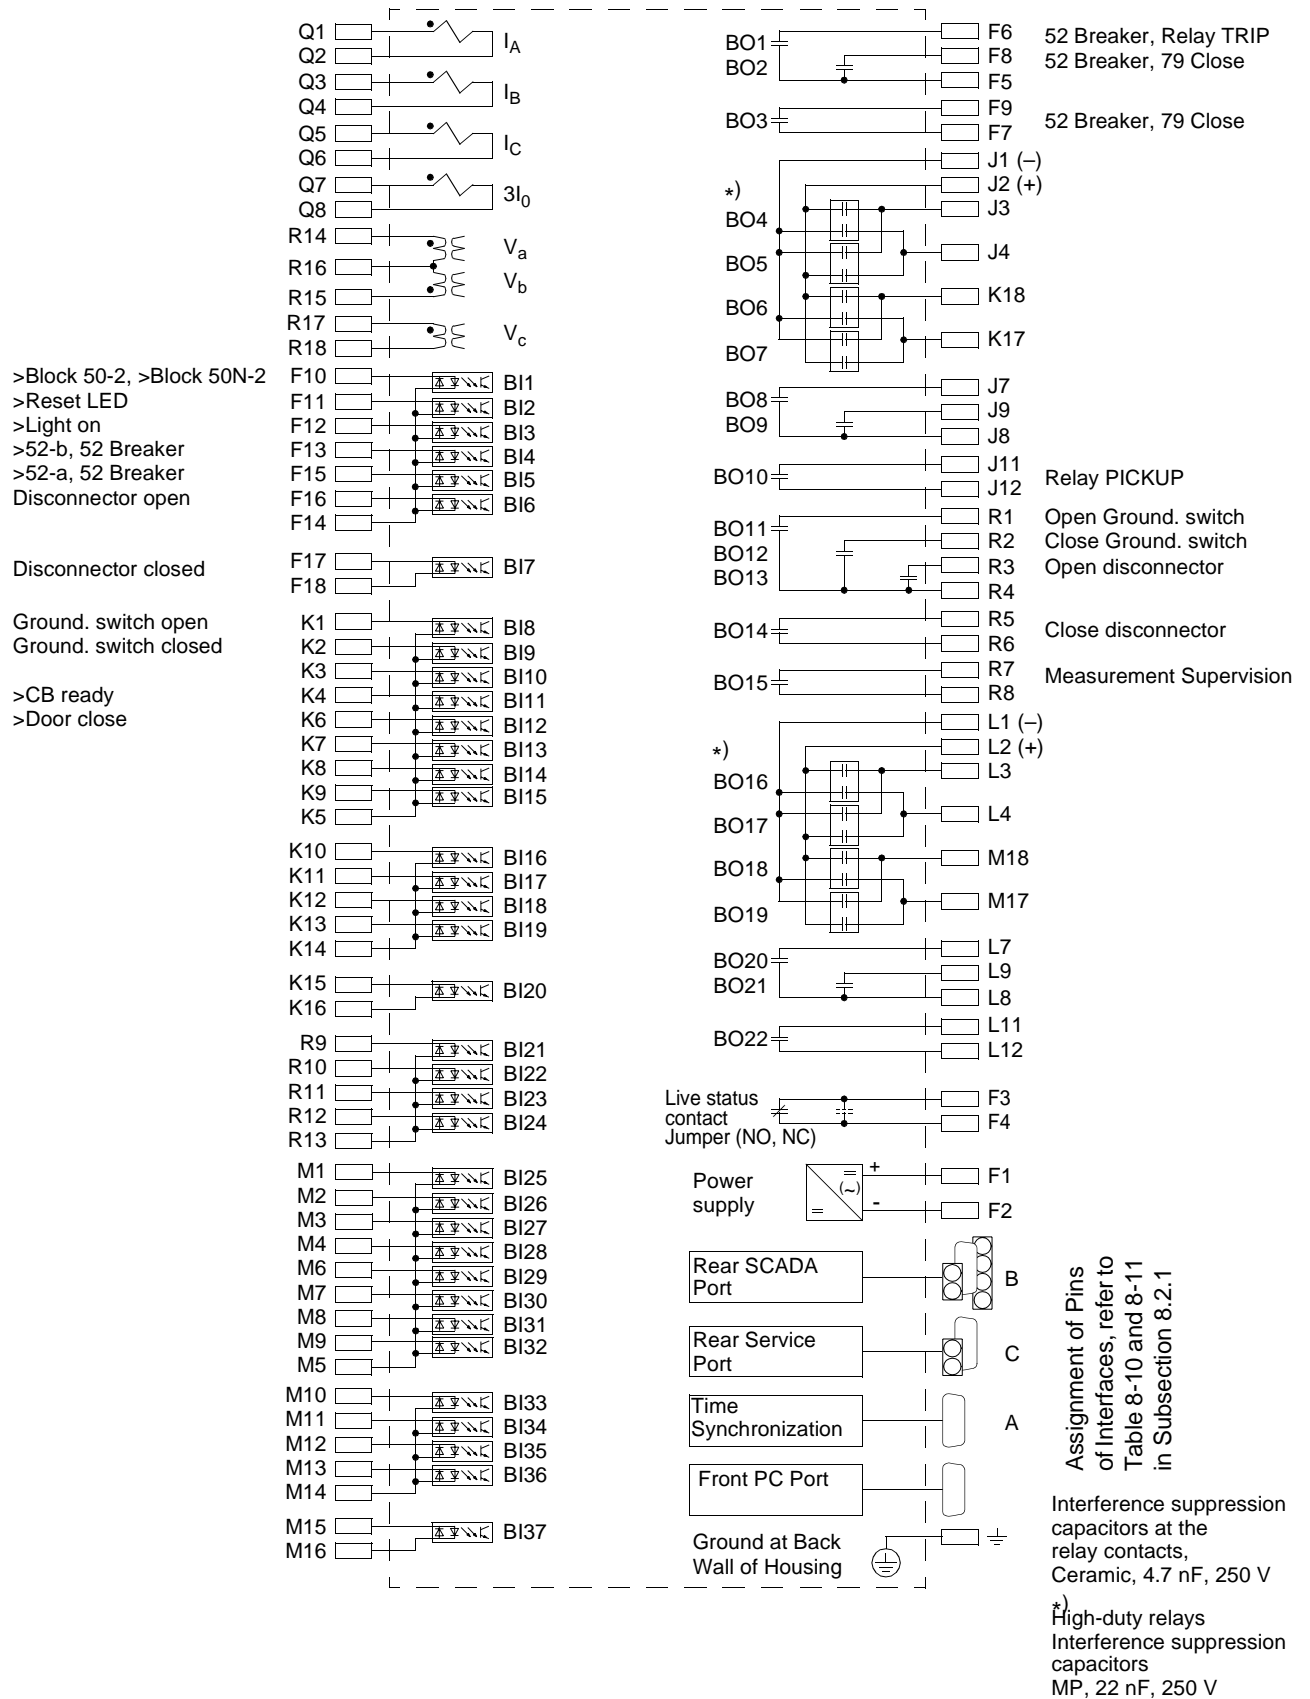 Q1
Q2
I_A
Q3
Q4
I_B
Q5
Q6
I_C
Q7
Q8
3I_0
R14
V_a
R16
V_b
R15
R17
V_c
R18
>Block 50-2, >Block 50N-2 F10 BI1
>Reset LED F11 BI2
>Light on F12 BI3
>52-b, 52 Breaker F13 BI4
>52-a, 52 Breaker F15 BI5
Disconnector open F16 BI6
F14
Disconnector closed F17 BI7
F18
Ground. switch open K1 BI8
Ground. switch closed K2 BI9
K3 BI10
>CB ready K4 BI11
>Door close K6 BI12
K7 BI13
K8 BI14
K9 BI15
K5
K10 BI16
K11 BI17
K12 BI18
K13 BI19
K14
K15 BI20
K16
R9 BI21
R10 BI22
R11 BI23
R12 BI24
R13
M1 BI25
M2 BI26
M3 BI27
M4 BI28
M6 BI29
M7 BI30
M8 BI31
M9 BI32
M5
M10 BI33
M11 BI34
M12 BI35
M13 BI36
M14
M15 BI37
M16
BO1 F6 52 Breaker, Relay TRIP
BO2 F8 52 Breaker, 79 Close
F5
BO3 F9 52 Breaker, 79 Close
F7
J1 (–)
*) J2 (+)
BO4 J3
BO5 J4
BO6 K18
BO7 K17
BO8 J7
BO9 J9
J8
BO10 J11 Relay PICKUP
J12
BO11 R1 Open Ground. switch
BO12 R2 Close Ground. switch
BO13 R3 Open disconnector
R4
BO14 R5 Close disconnector
R6
BO15 R7 Measurement Supervision
R8
L1 (–)
*) L2 (+)
BO16 L3
BO17 L4
BO18 M18
BO19 M17
BO20 L7
BO21 L9
L8
BO22 L11
L12
Live status
contact
Jumper (NO, NC)
F3
F4
Power
supply
= (~) =
+ F1
- F2
Rear SCADA
Port
B
Rear Service
Port
C
Time
Synchronization
A
Front PC Port
Ground at Back
Wall of Housing
Assignment of Pins
of Interfaces, refer to
Table 8-10 and 8-11
in Subsection 8.2.1
Interference suppression
capacitors at the
relay contacts,
Ceramic, 4.7 nF, 250 V
*)
High-duty relays
Interference suppression
capacitors
MP, 22 nF, 250 V